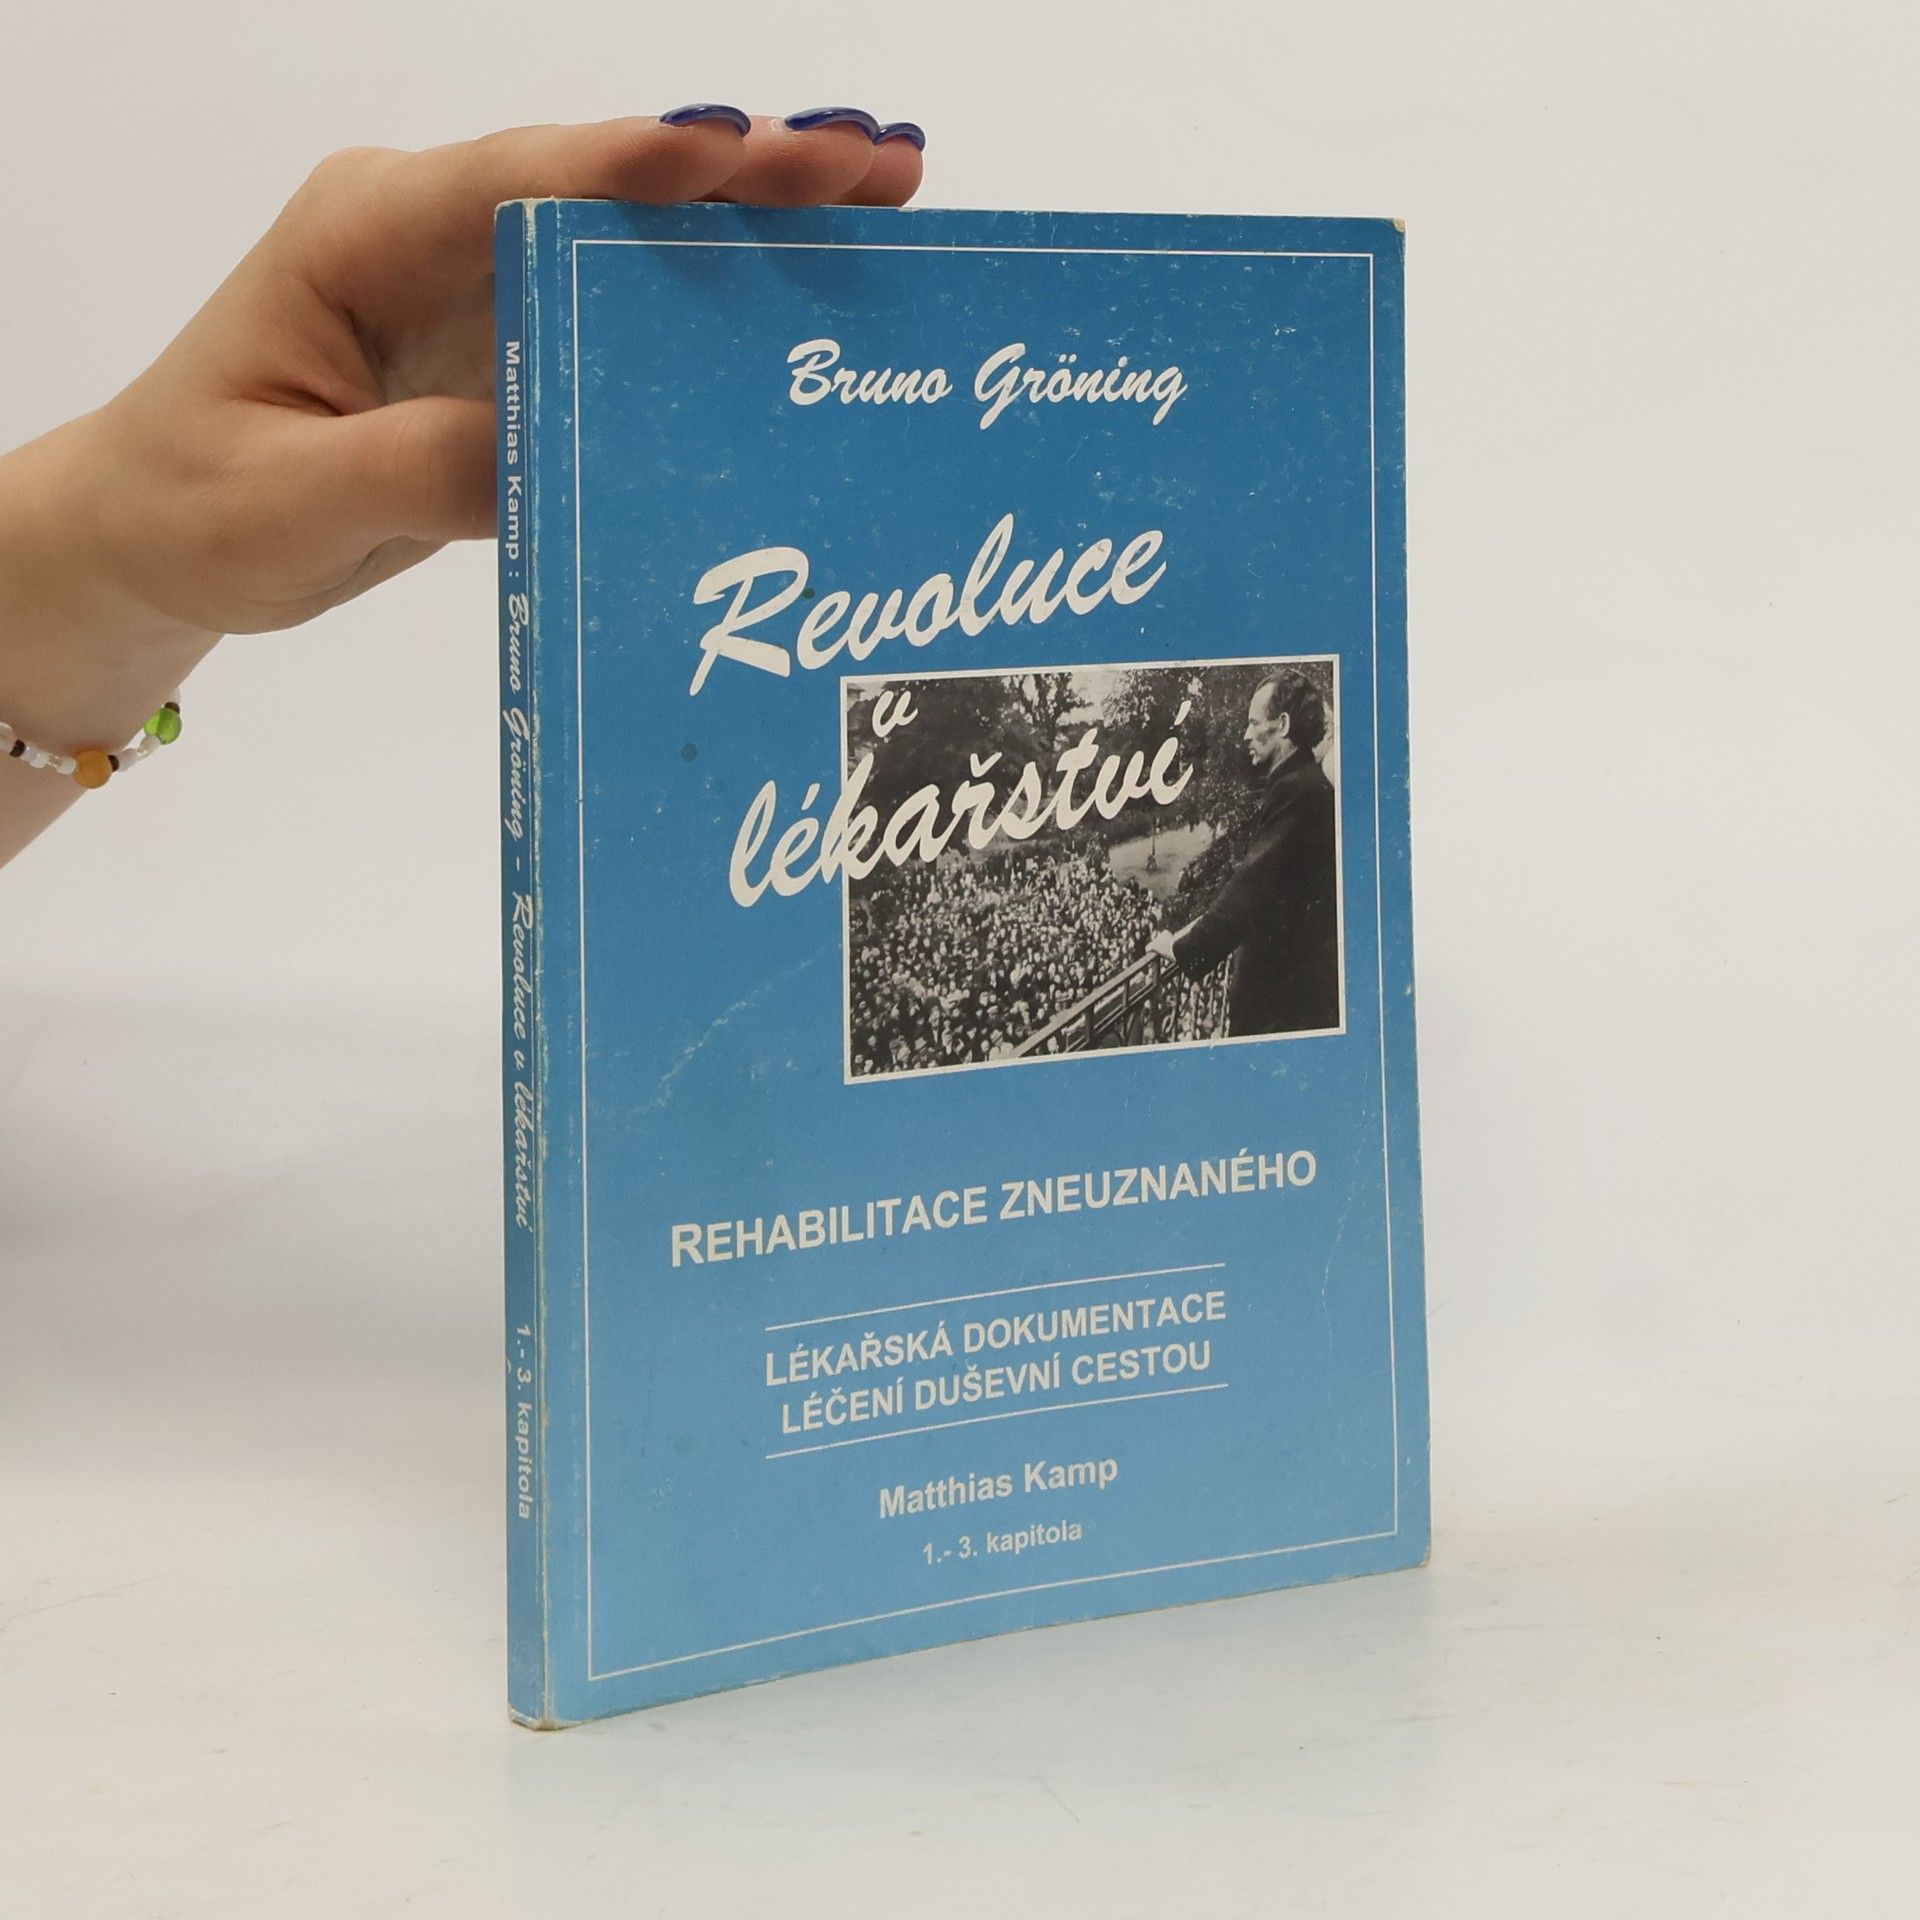 Bruno Gröning
Revoluce
v
lékařství
REHABILITACE ZNEUZNANÉHO
LÉKAŘSKÁ DOKUMENTACE
LÉČENÍ DUŠEVNÍ CESTOU
Matthias Kamp
1.- 3. kapitola
Matthias Kamp : Bruno Gröning - Revoluce v lékařství 1.- 3. kapitola